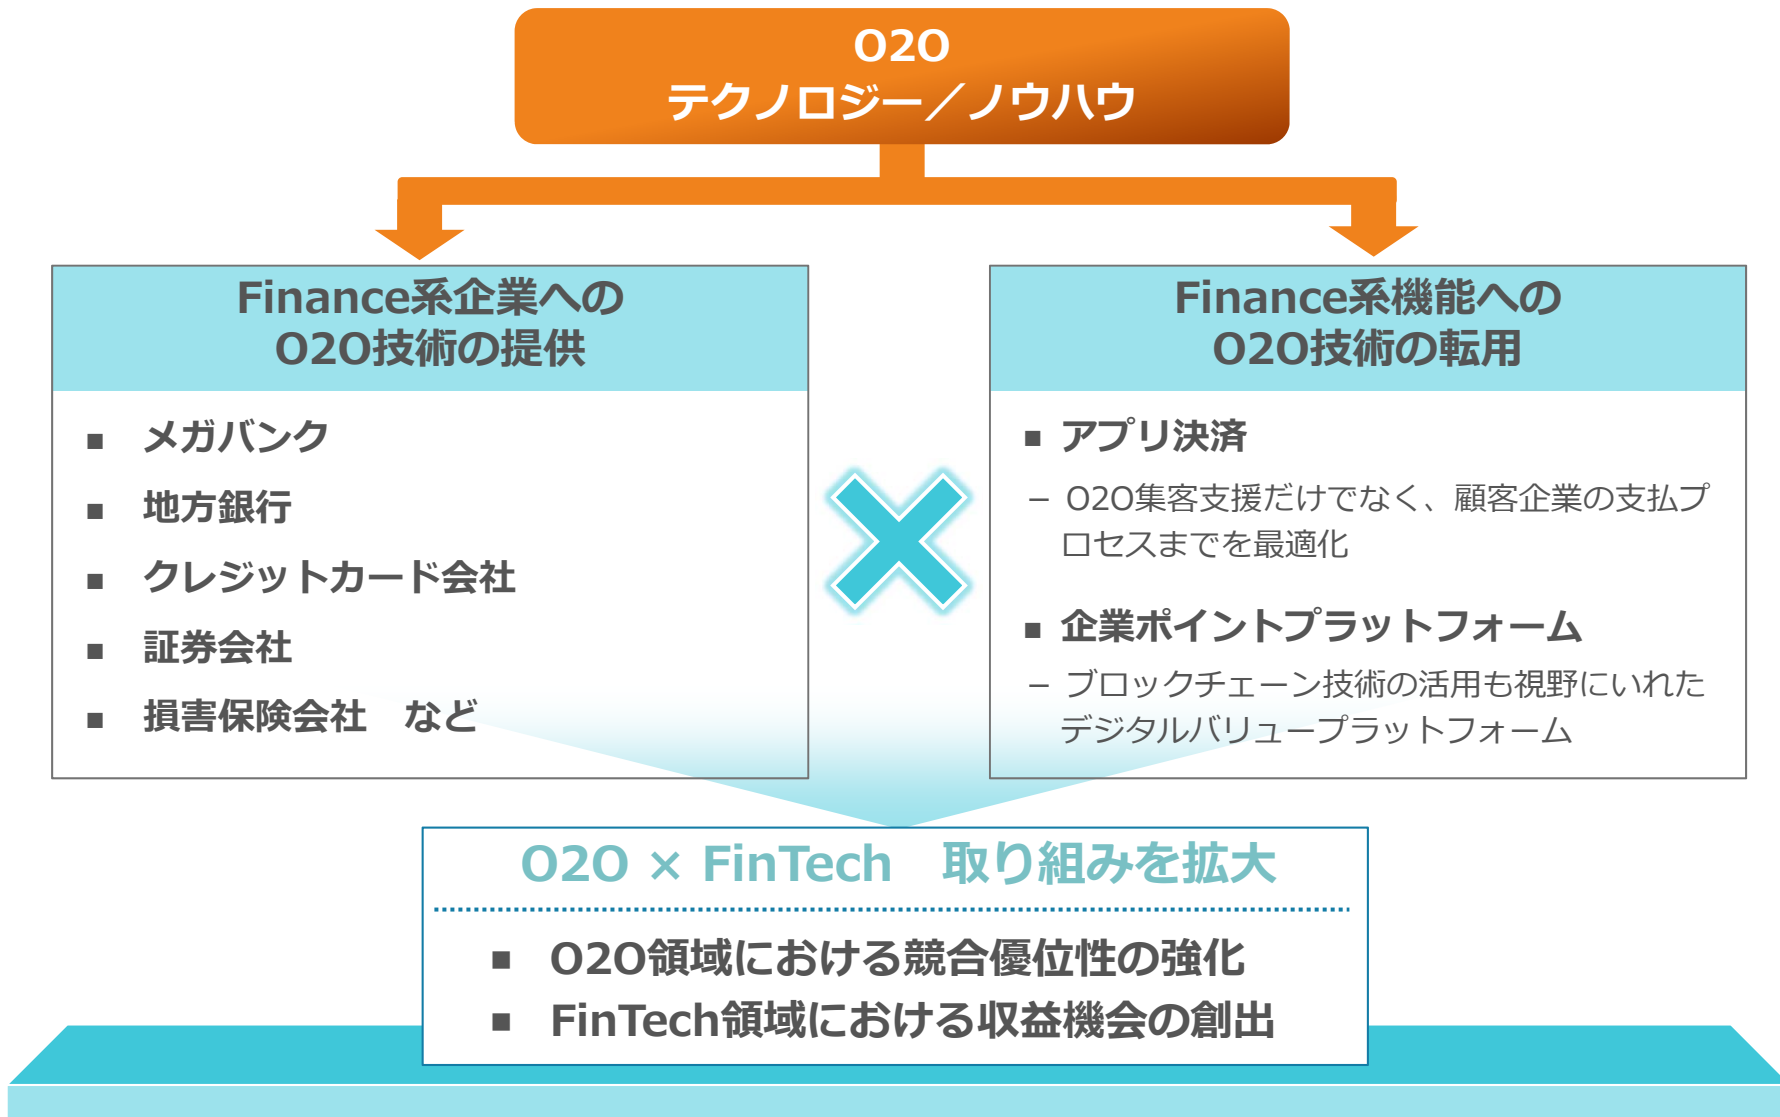 O2O
テクノロジー／ノウハウ
Finance系企業への
O2O技術の提供
■ メガバンク
■ 地方銀行
■ クレジットカード会社
■ 証券会社
■ 損害保険会社　など
Finance系機能への
O2O技術の転用
■ アプリ決済
− O2O集客支援だけでなく、顧客企業の支払プ
ロセスまでを最適化
■ 企業ポイントプラットフォーム
− ブロックチェーン技術の活用も視野にいれた
デジタルバリュープラットフォーム
O2O × FinTech　取り組みを拡大
■ O2O領域における競合優位性の強化
■ FinTech領域における収益機会の創出